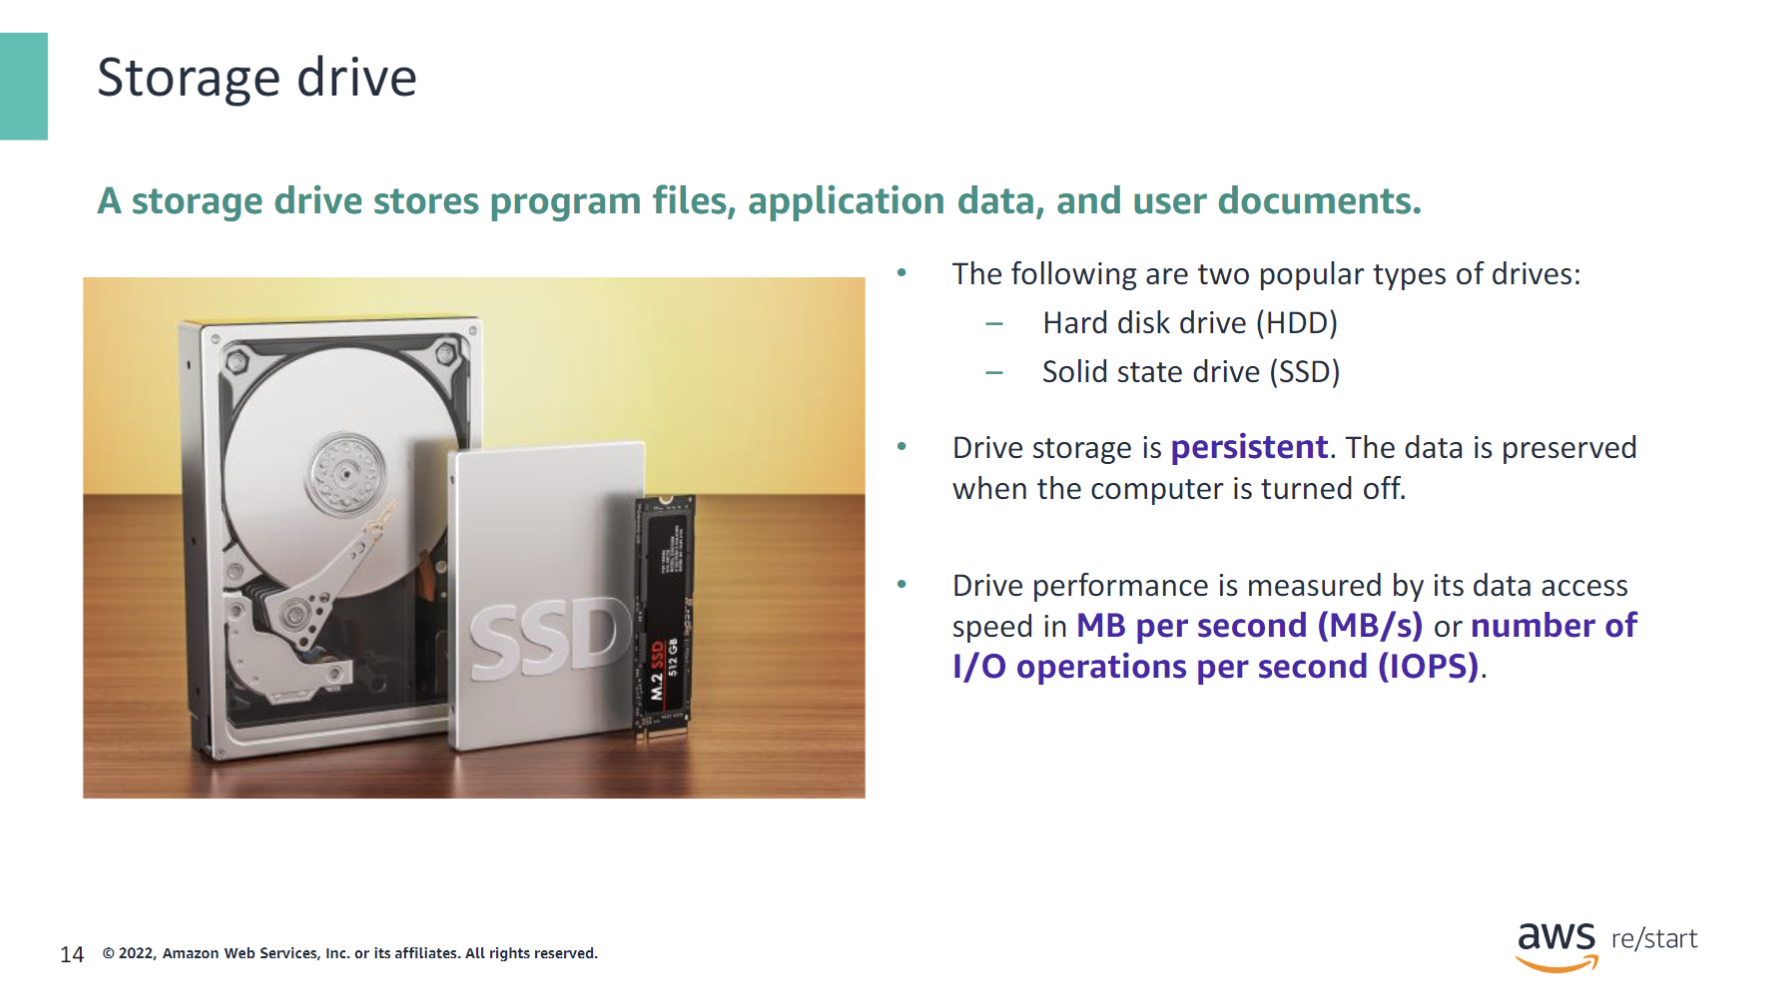 Storage drive
A storage drive stores program files, application data, and user documents.
• The following are two popular types of drives:
– Hard disk drive (HDD)
– Solid state drive (SSD)
• Drive storage is persistent. The data is preserved
when the computer is turned off.
• Drive performance is measured by its data access
speed in MB per second (MB/s) or number of
I/O operations per second (IOPS).
SSD
M.2 SSD
512 GB
14 © 2022, Amazon Web Services, Inc. or its affiliates. All rights reserved.
aws re/start